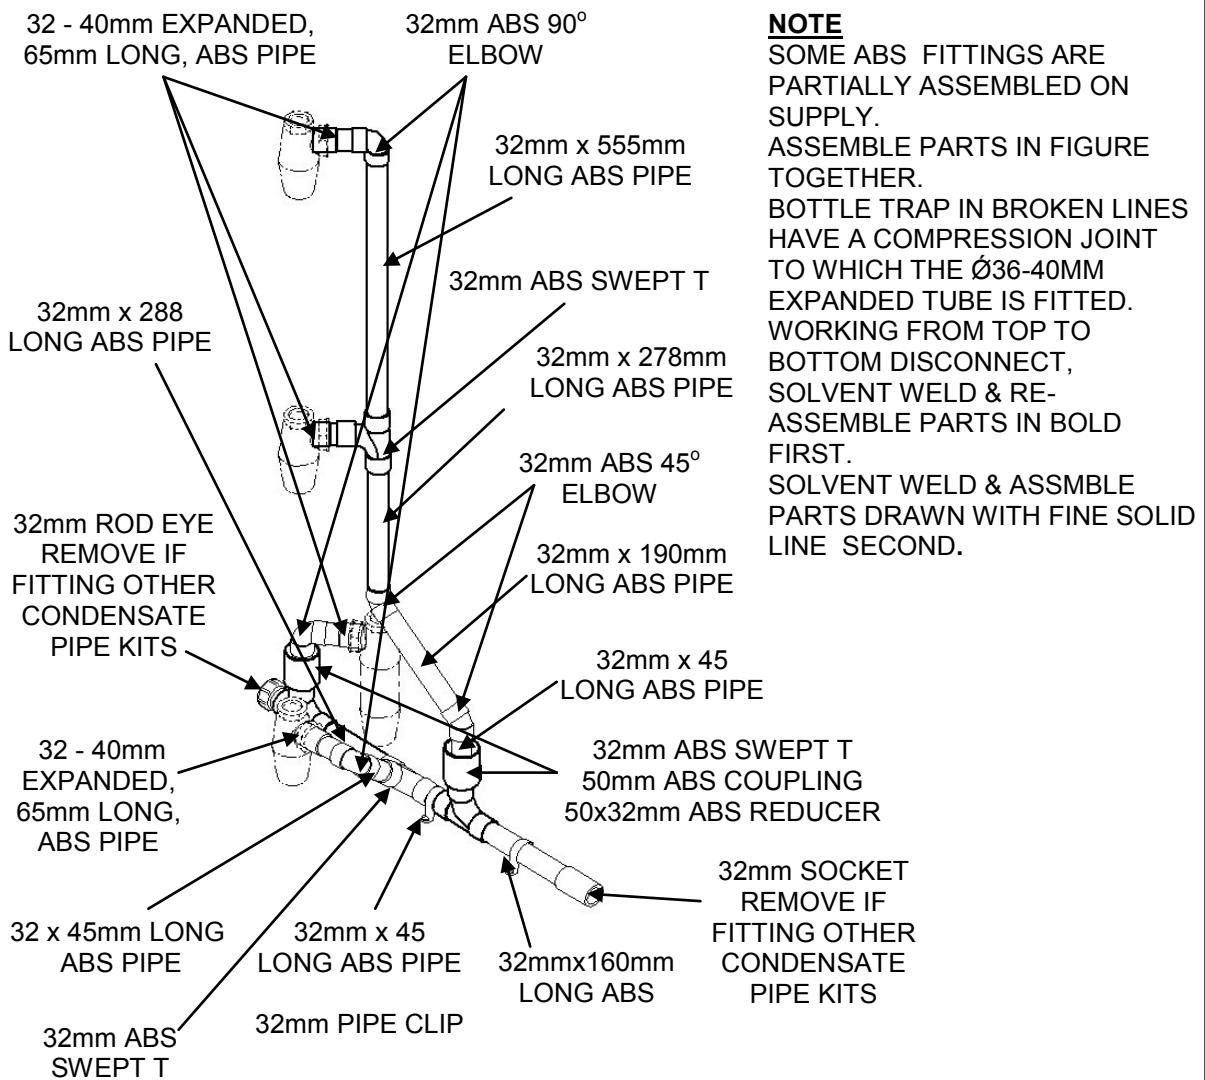 32 - 40mm EXPANDED,
65mm LONG, ABS PIPE
32mm ABS 90º
ELBOW
32mm x 555mm
LONG ABS PIPE
32mm ABS SWEPT T
32mm x 288
LONG ABS PIPE
32mm x 278mm
LONG ABS PIPE
32mm ABS 45º
ELBOW
32mm ROD EYE
REMOVE IF
FITTING OTHER
CONDENSATE
PIPE KITS
32mm x 190mm
LONG ABS PIPE
32mm x 45
LONG ABS PIPE
32 - 40mm
EXPANDED,
65mm LONG,
ABS PIPE
32mm ABS SWEPT T
50mm ABS COUPLING
50x32mm ABS REDUCER
32mm SOCKET
REMOVE IF
FITTING OTHER
CONDENSATE
PIPE KITS
32 x 45mm LONG
ABS PIPE
32mm x 45
LONG ABS PIPE
32mmx160mm
LONG ABS
32mm PIPE CLIP
32mm ABS
SWEPT T
NOTE
SOME ABS FITTINGS ARE
PARTIALLY ASSEMBLED ON
SUPPLY.
ASSEMBLE PARTS IN FIGURE
TOGETHER.
BOTTLE TRAP IN BROKEN LINES
HAVE A COMPRESSION JOINT
TO WHICH THE Ǿ36-40MM
EXPANDED TUBE IS FITTED.
WORKING FROM TOP TO
BOTTOM DISCONNECT,
SOLVENT WELD & RE-
ASSEMBLE PARTS IN BOLD
FIRST.
SOLVENT WELD & ASSMBLE
PARTS DRAWN WITH FINE SOLID
LINE SECOND.